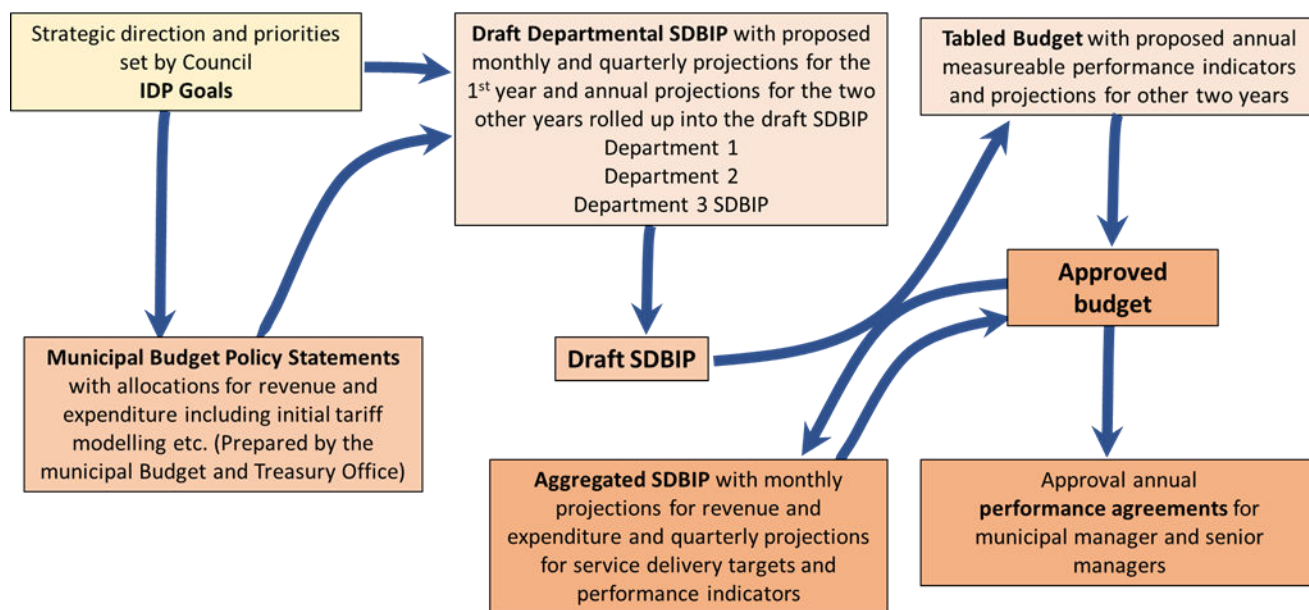 Strategic direction and priorities
set by Council
IDP Goals
Draft Departmental SDBIP with proposed
monthly and quarterly projections for the
1st year and annual projections for the two
other years rolled up into the draft SDBIP
Department 1
Department 2
Department 3 SDBIP
Tabled Budget with proposed annual
measureable performance indicators
and projections for other two years
Approved
budget
Municipal Budget Policy Statements
with allocations for revenue and
expenditure including initial tariff
modelling etc. (Prepared by the
municipal Budget and Treasury Office)
Draft SDBIP
Aggregated SDBIP with monthly
projections for revenue and
expenditure and quarterly projections
for service delivery targets and
performance indicators
Approval annual
performance agreements for
municipal manager and senior
managers